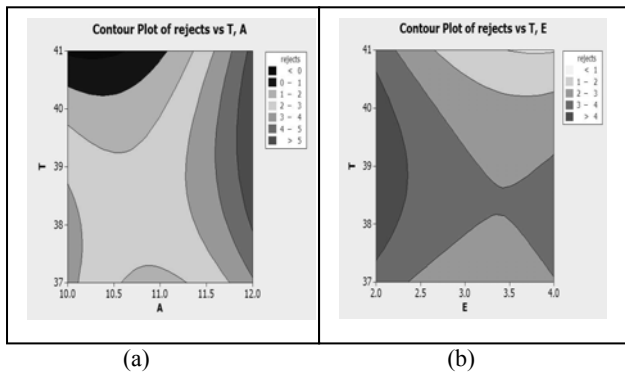 Contour Plot of rejects vs T, A
rejects
< 0
0 – 1
1 – 2
2 – 3
3 – 4
4 – 5
> 5
41
40
39
38
37
T
10.0 10.5 11.0 11.5 12.0
A
(a)
Contour Plot of rejects vs T, E
rejects
< 1
1 – 2
2 – 3
3 – 4
> 4
41
40
39
38
37
T
2.0 2.5 3.0 3.5 4.0
E
(b)